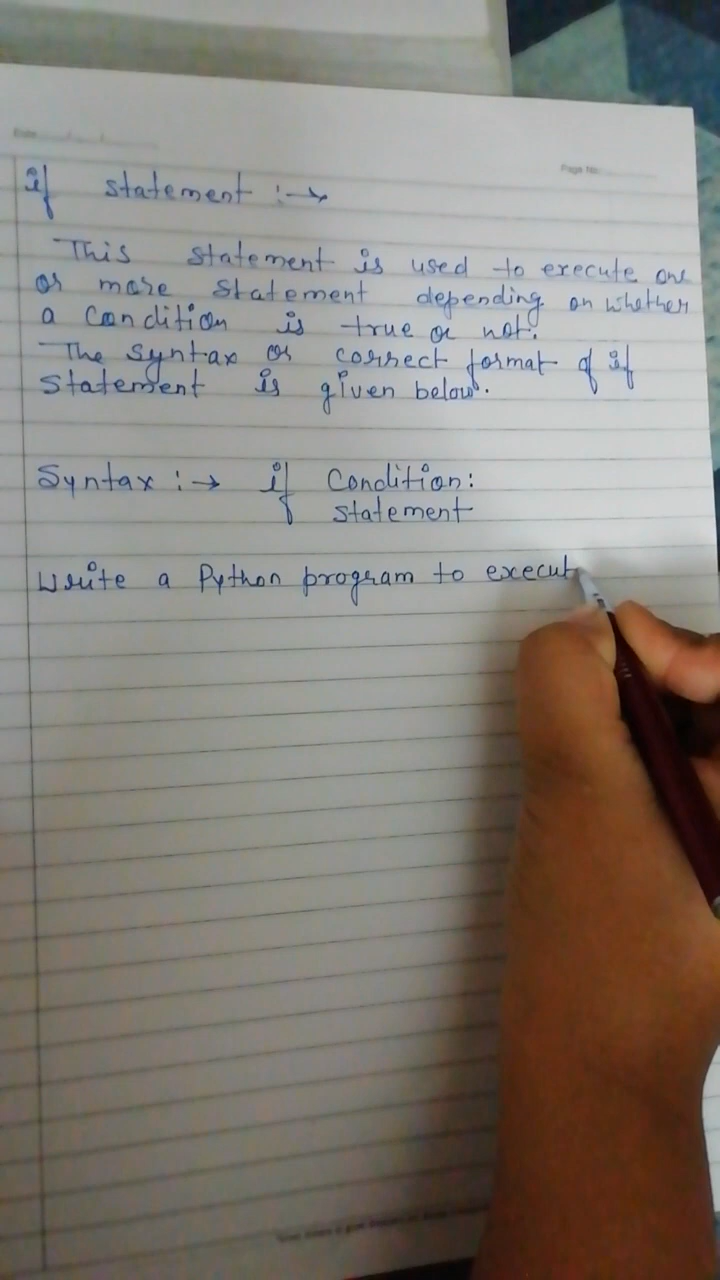 Page No:
if statement :→
This statement is used to execute one
or more statement depending on whether
a condition is true or not.
The syntax or correct format of if
statement is given below.
Syntax :→ if Condition:
statement
Write a Python program to execut